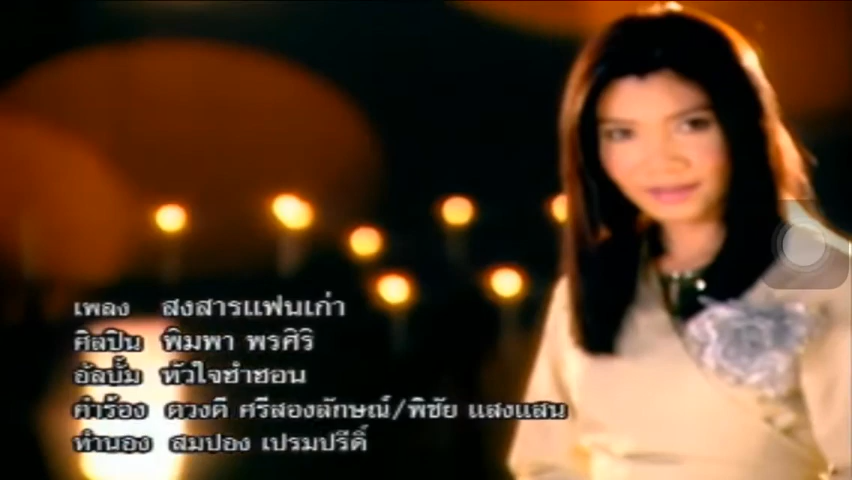 เพลง สงสารแฟนเก่า
ศิลปิน พิมพา พรศิริ
อัลบั้ม หัวใจซ้ำซอน
คำร้อง ดวงดี ศรีสองลักษณ์/พิชัย แสงแสน
ทำนอง สมปอง เปรมปรีดิ์